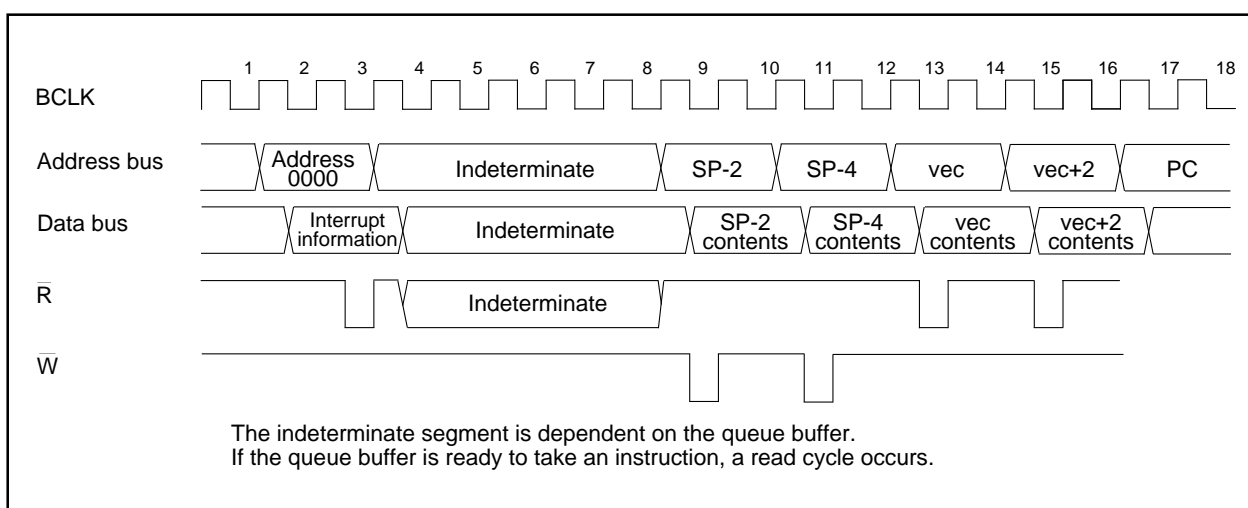 1 2 3 4 5 6 7 8 9 10 11 12 13 14 15 16 17 18
BCLK
Address bus
Address
0000
Indeterminate
SP-2
SP-4
vec
vec+2
PC
Data bus
Interrupt
information
Indeterminate
SP-2
contents
SP-4
contents
vec
contents
vec+2
contents
R̅
Indeterminate
W̅
The indeterminate segment is dependent on the queue buffer.
If the queue buffer is ready to take an instruction, a read cycle occurs.